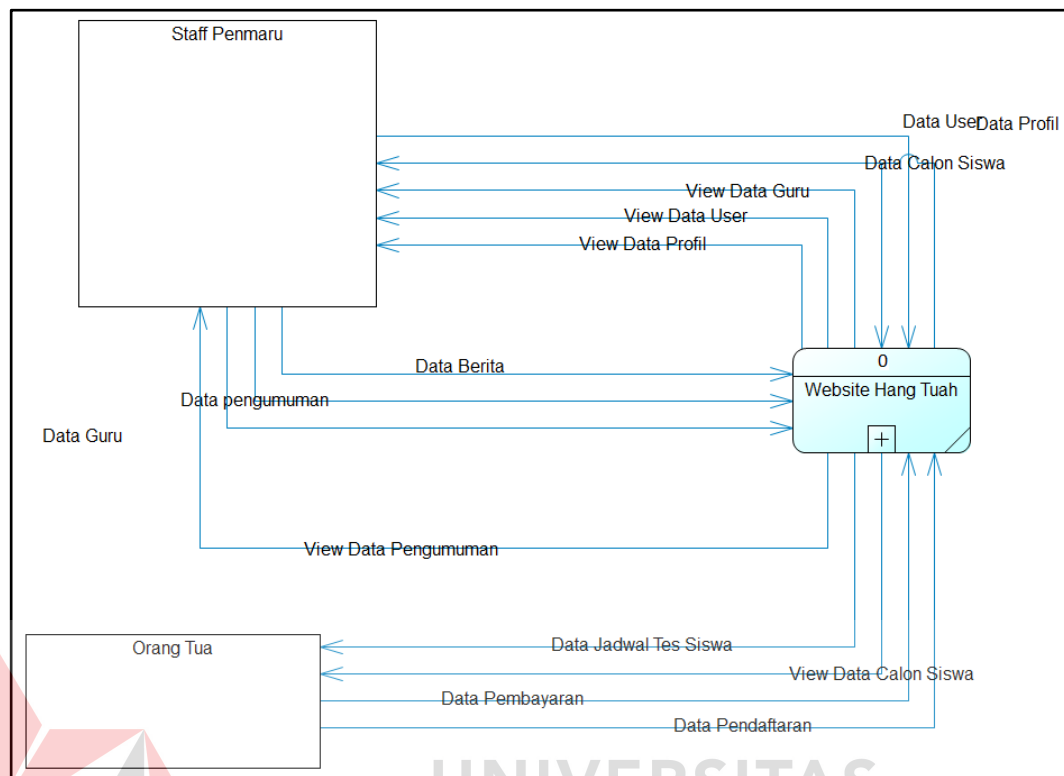 Staff Penmaru
Data User
Data Profil
Data Calon Siswa
View Data Guru
View Data User
View Data Profil
0
Website Hang Tuah
Data Berita
Data pengumuman
Data Guru
View Data Pengumuman
Orang Tua
Data Jadwal Tes Siswa
View Data Calon Siswa
Data Pembayaran
Data Pendaftaran
UNIVERSITAS